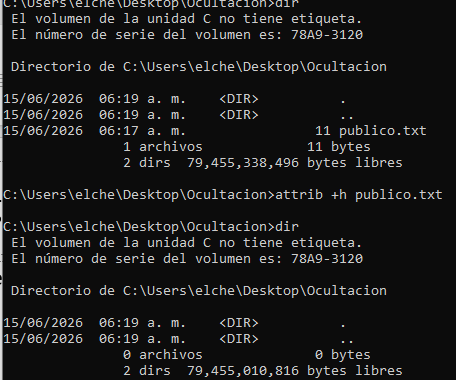 C:\Users\elche\Desktop\Ocultacion>dir
El volumen de la unidad C no tiene etiqueta.
El número de serie del volumen es: 78A9-3120
Directorio de C:\Users\elche\Desktop\Ocultacion
15/06/2026 06:19 a. m. <DIR> .
15/06/2026 06:19 a. m. <DIR> ..
15/06/2026 06:17 a. m. 11 publico.txt
1 archivos 11 bytes
2 dirs 79,455,338,496 bytes libres
C:\Users\elche\Desktop\Ocultacion>attrib +h publico.txt
C:\Users\elche\Desktop\Ocultacion>dir
El volumen de la unidad C no tiene etiqueta.
El número de serie del volumen es: 78A9-3120
Directorio de C:\Users\elche\Desktop\Ocultacion
15/06/2026 06:19 a. m. <DIR> .
15/06/2026 06:19 a. m. <DIR> ..
0 archivos 0 bytes
2 dirs 79,455,010,816 bytes libres